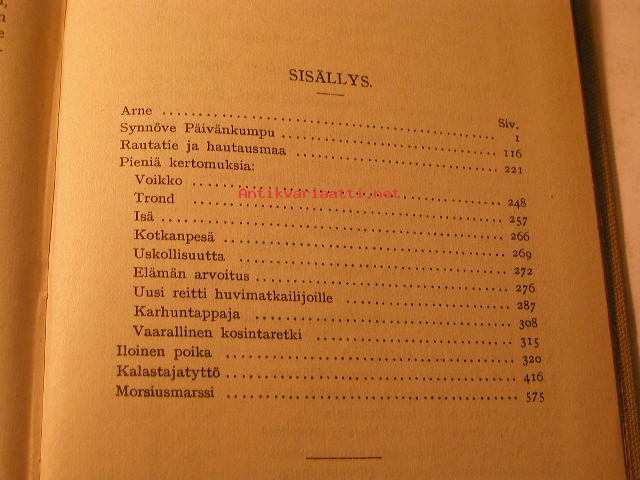 SISÄLLYS.
Siv.
Arne 1
Synnöve Päivänkumpu 116
Rautatie ja hautausmaa 221
Pieniä kertomuksia:
Voikko 248
Trond 257
Isä 266
Kotkanpesä 269
Uskollisuutta 272
Elämän arvoitus 276
Uusi reitti huvimatkailijoille 287
Karhuntappaja 308
Vaarallinen kosintaretki 315
Iloinen poika 320
Kalastajatyttö 416
Morsiusmarssi 575
Antikvariaatti.net